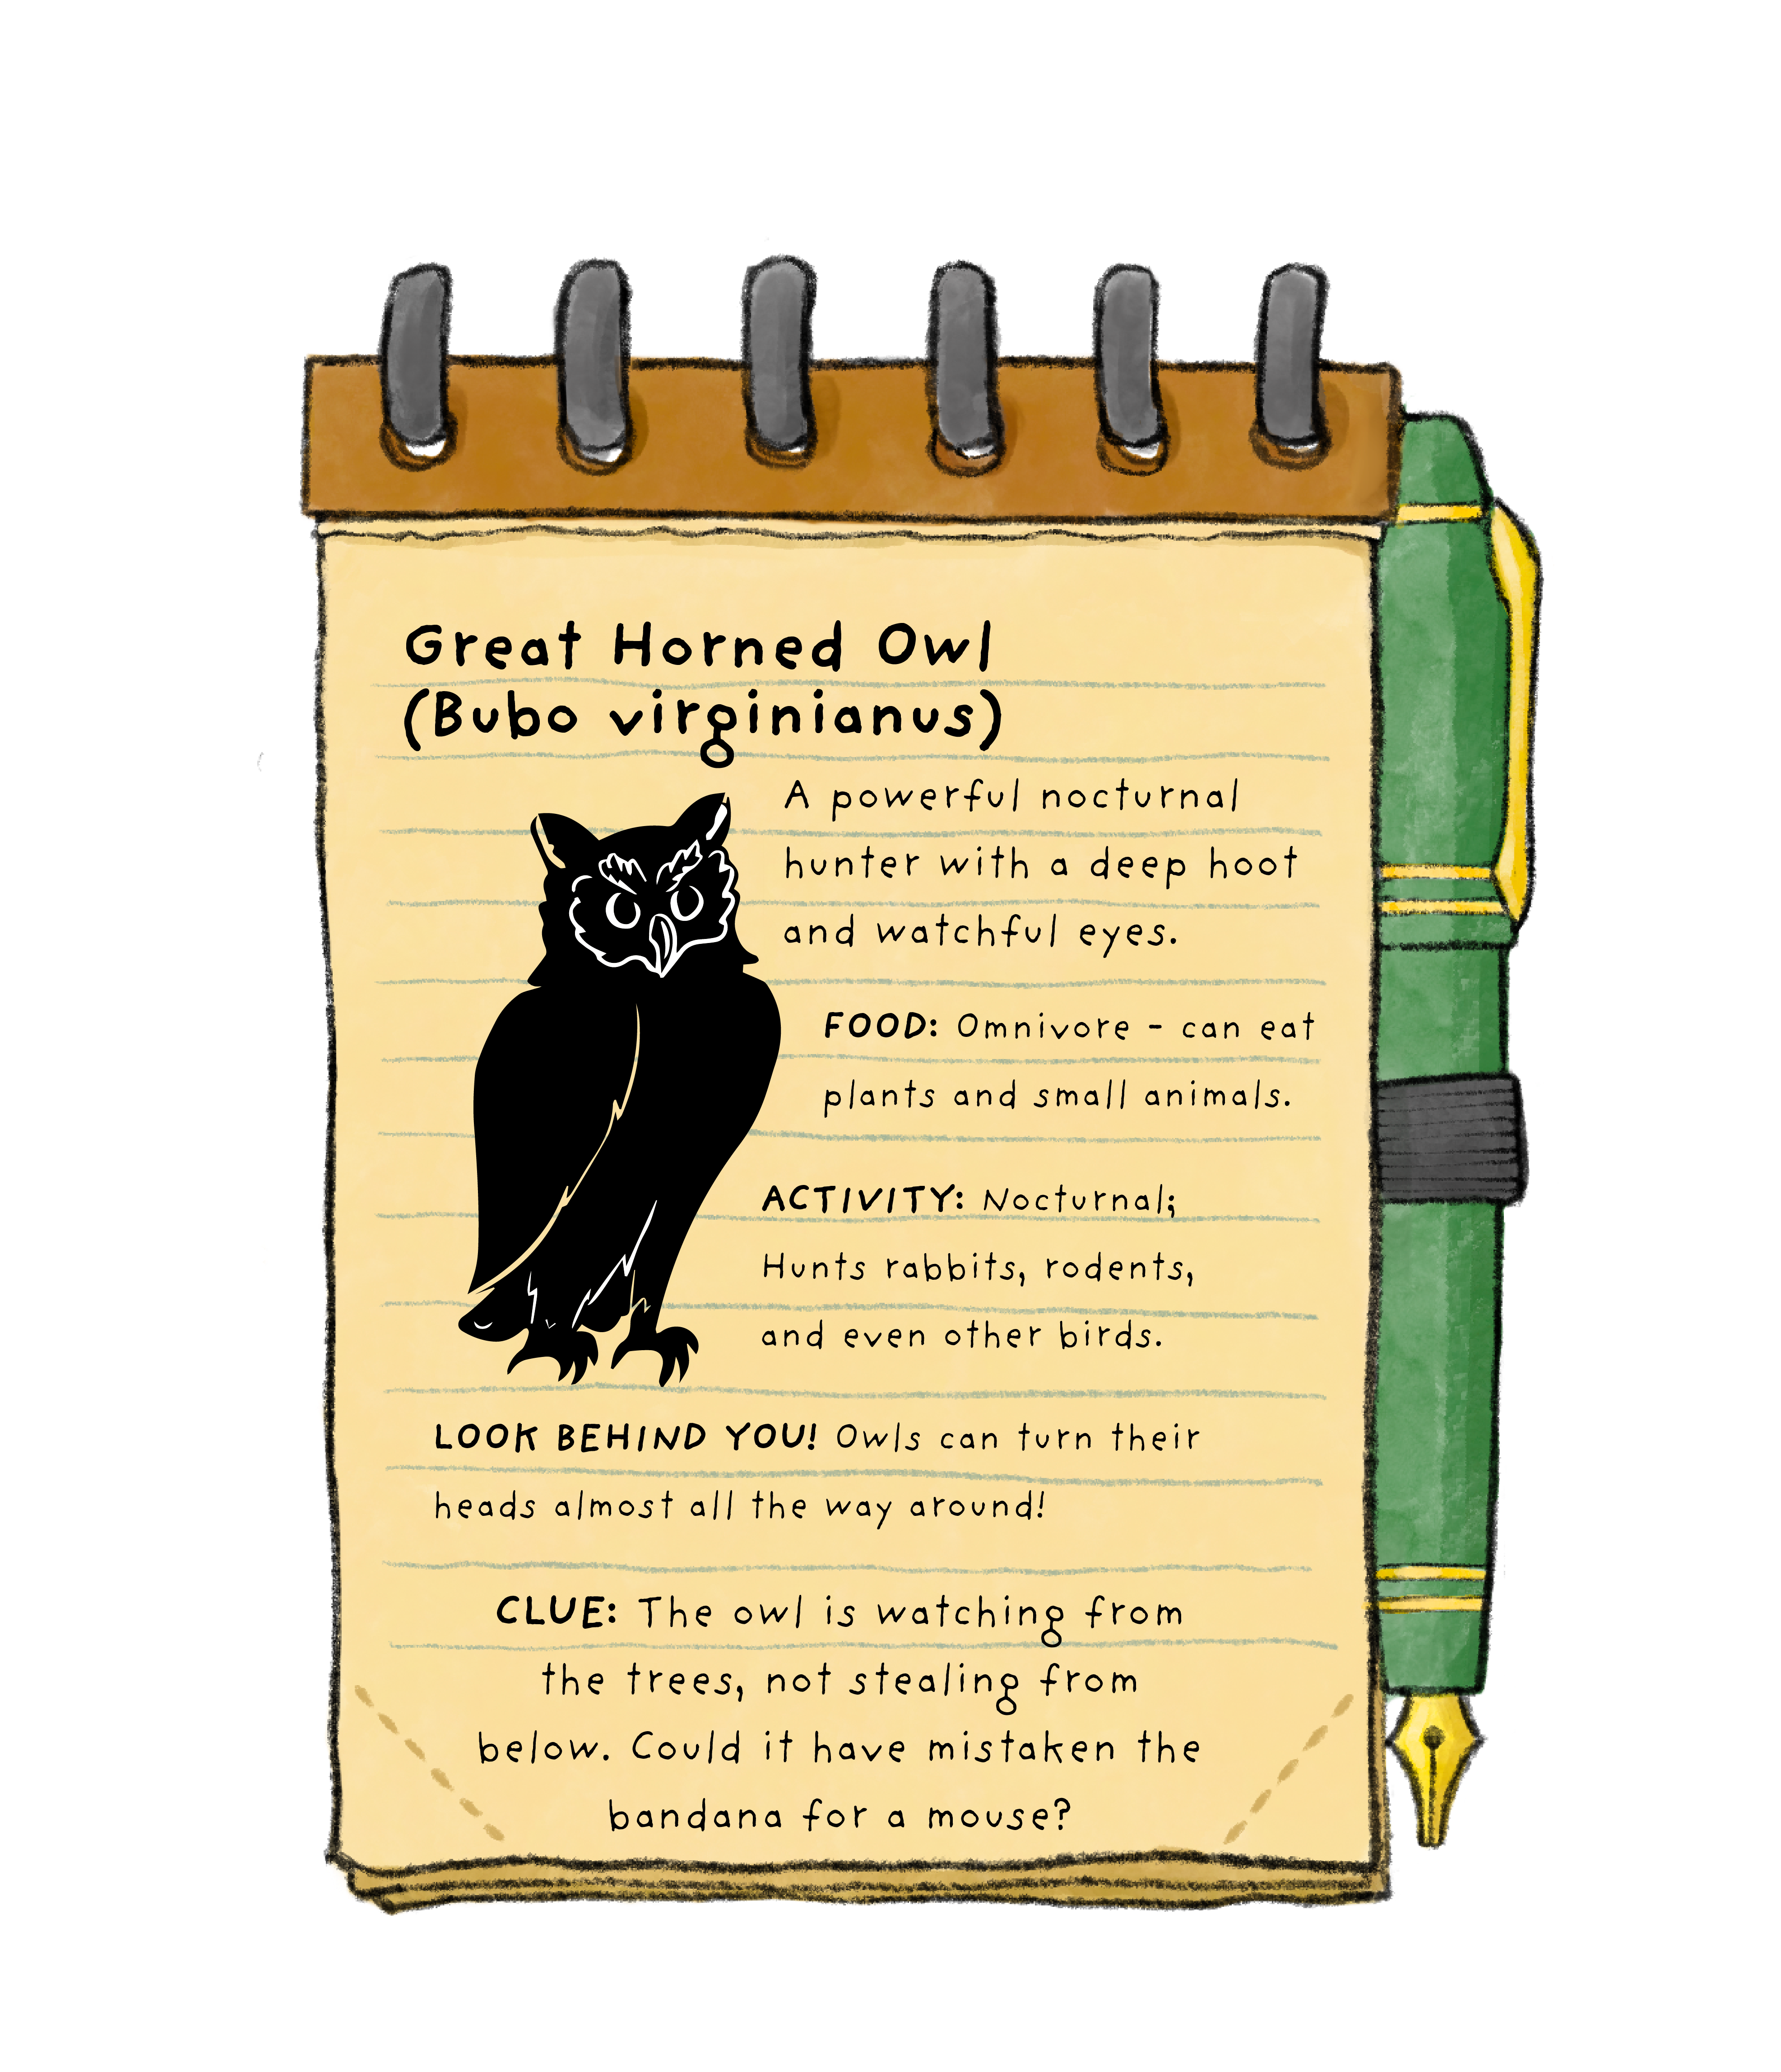 Great Horned Owl
(Bubo virginianus)
A powerful nocturnal
hunter with a deep hoot
and watchful eyes.
FOOD: Omnivore - can eat
plants and small animals.
ACTIVITY: Nocturnal;
Hunts rabbits, rodents,
and even other birds.
LOOK BEHIND YOU! Owls can turn their
heads almost all the way around!
CLUE: The owl is watching from
the trees, not stealing from
below. Could it have mistaken the
bandana for a mouse?